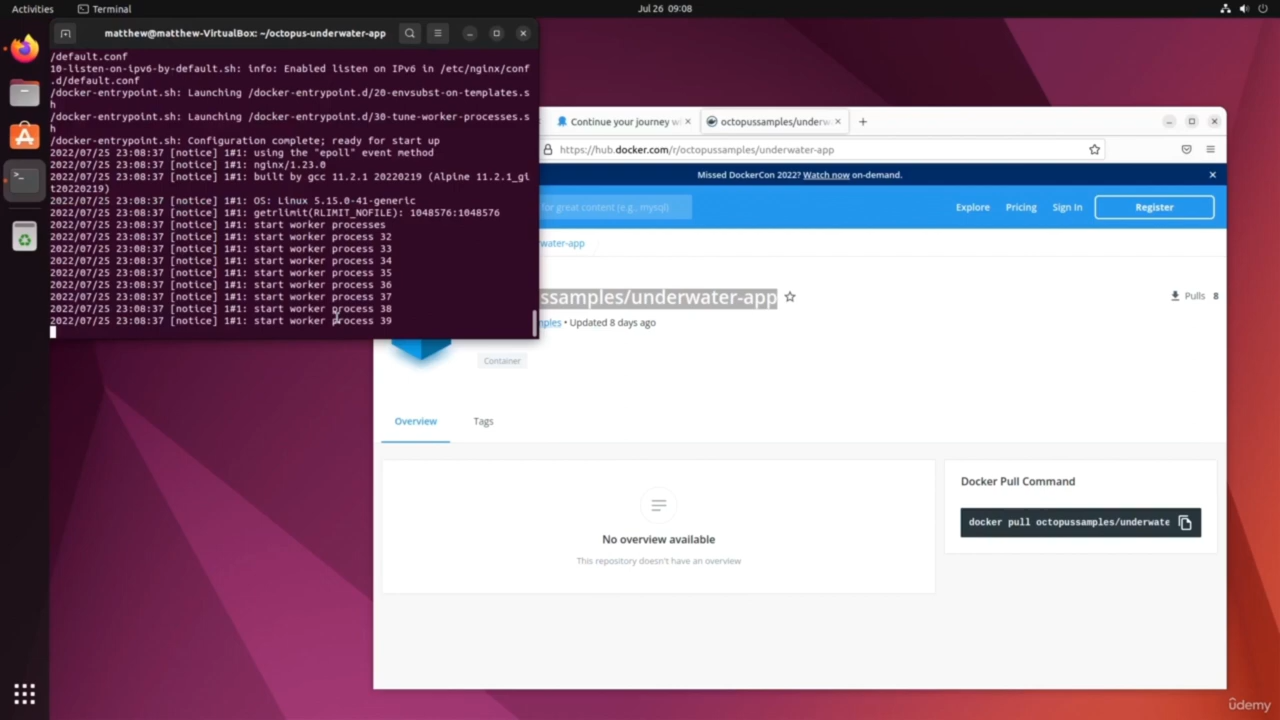 Activities
Terminal
Jul 26 09:08
matthew@matthew-VirtualBox: ~/octopus-underwater-app
/default.conf
10-listen-on-ipv6-by-default.sh: info: Enabled listen on IPv6 in /etc/nginx/conf
.d/default.conf
/docker-entrypoint.sh: Launching /docker-entrypoint.d/20-envsubst-on-templates.s
h
/docker-entrypoint.sh: Launching /docker-entrypoint.d/30-tune-worker-processes.s
h
/docker-entrypoint.sh: Configuration complete; ready for start up
2022/07/25 23:08:37 [notice] 1#1: using the "epoll" event method
2022/07/25 23:08:37 [notice] 1#1: nginx/1.23.0
2022/07/25 23:08:37 [notice] 1#1: built by gcc 11.2.1 20220219 (Alpine 11.2.1_gi
t20220219)
2022/07/25 23:08:37 [notice] 1#1: OS: Linux 5.15.0-41-generic
2022/07/25 23:08:37 [notice] 1#1: getrlimit(RLIMIT_NOFILE): 1048576:1048576
2022/07/25 23:08:37 [notice] 1#1: start worker processes
2022/07/25 23:08:37 [notice] 1#1: start worker process 32
2022/07/25 23:08:37 [notice] 1#1: start worker process 33
2022/07/25 23:08:37 [notice] 1#1: start worker process 34
2022/07/25 23:08:37 [notice] 1#1: start worker process 35
2022/07/25 23:08:37 [notice] 1#1: start worker process 36
2022/07/25 23:08:37 [notice] 1#1: start worker process 37
2022/07/25 23:08:37 [notice] 1#1: start worker process 38
2022/07/25 23:08:37 [notice] 1#1: start worker process 39
Continue your journey wi
octopussamples/underw
https://hub.docker.com/r/octopussamples/underwater-app
Missed DockerCon 2022? Watch now on-demand.
for great content (e.g., mysql)
Explore
Pricing
Sign In
Register
water-app
ssamples/underwater-app
Pulls 8
mples • Updated 8 days ago
Container
Overview
Tags
No overview available
This repository doesn't have an overview
Docker Pull Command
docker pull octopussamples/underwate
ûdemy